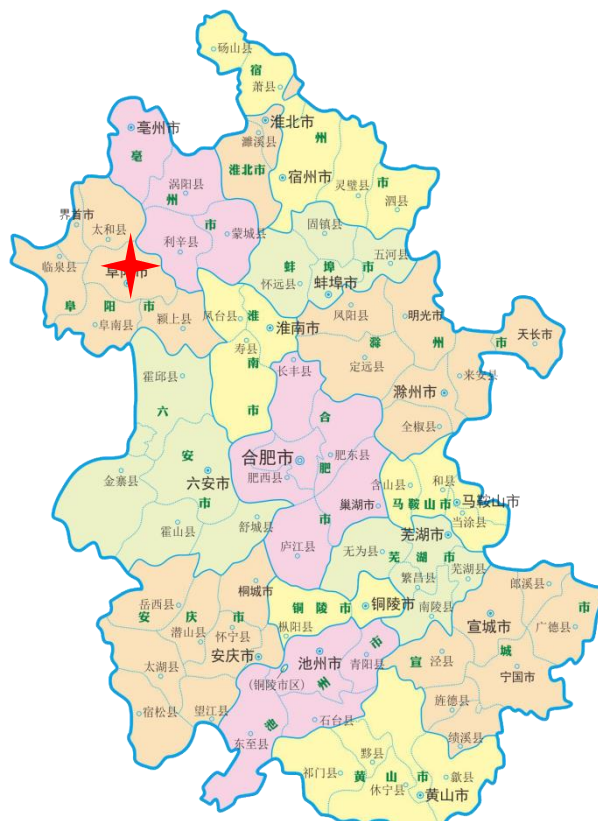 砀山县
宿
萧县
亳州市
淮北市
州
濉溪县
亳
淮北市
宿州市
涡阳县
灵璧县
市
泗县
州
界首市
太和县
市
固镇县
利辛县
蒙城县
临泉县
蚌
埠
市
五河县
阜阳市
怀远县
蚌埠市
阜
阳
市
颍上县
阜南县
凤台县
淮
淮南市
凤阳县
明光市
滁
州
市
天长市
寿县
南
长丰县
定远县
来安县
霍邱县
六
市
合
滁州市
全椒县
安
合肥市
肥
肥东县
金寨县
六安市
肥西县
含山县
和县
市
巢湖市
马鞍山市
马鞍山市
当涂县
霍山县
舒城县
市
芜湖市
庐江县
无为县
芜
湖
市
芜湖县
繁昌县
郎溪县
桐城市
岳西县
铜
陵
市
铜陵市
南陵县
市
安
庆
市
枞阳县
宣城市
广德县
潜山县
怀宁县
安庆市
池州市
市
青阳县
宣
泾县
城
太湖县
宁国市
(铜陵市区)
州
旌德县
宿松县
望江县
池
石台县
东至县
绩溪县
黟县
祁门县
黄
山
市
歙县
休宁县
黄山市